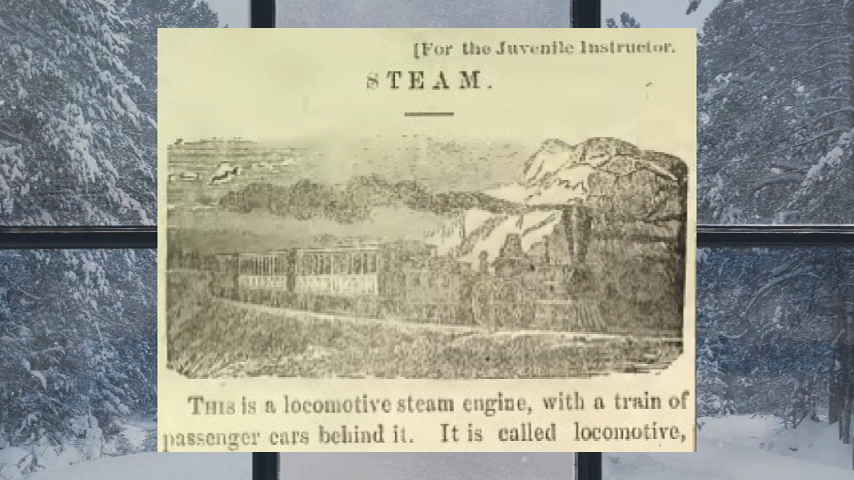 [For the Juvenile Instructor.
STEAM.
THIS is a locomotive steam engine, with a train of
passenger cars behind it. It is called locomotive,